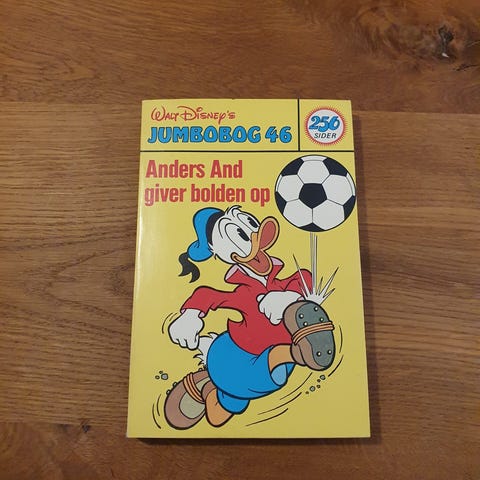 Walt Disney's
JUMBOBOG 46
256
SIDER
Anders And
giver bolden op